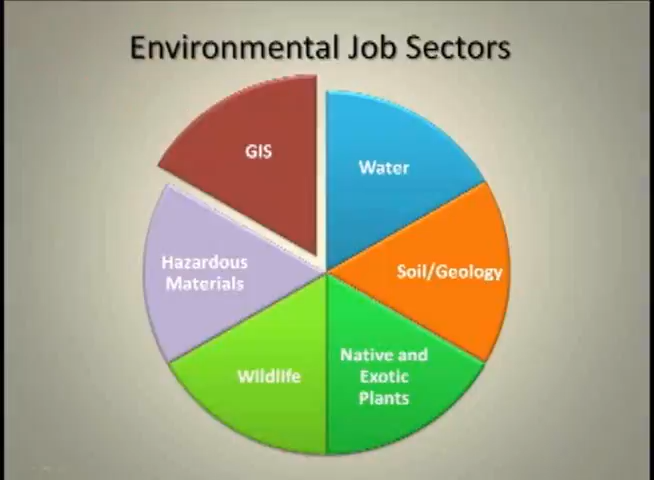 Environmental Job Sectors
GIS
Water
Hazardous
Materials
Soil/Geology
Wildlife
Native and
Exotic
Plants